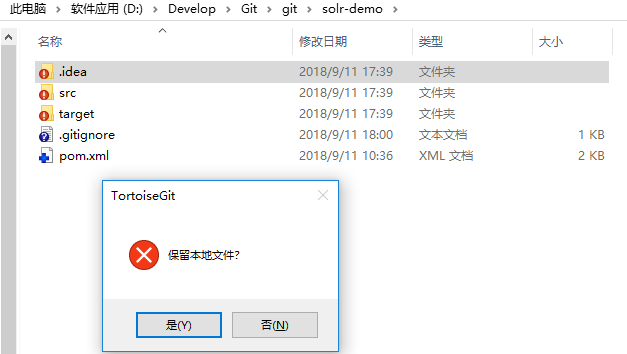 此电脑 > 软件应用 (D:) > Develop > Git > git > solr-demo >
名称 修改日期 类型 大小
.idea 2018/9/11 17:39 文件夹
src 2018/9/11 17:39 文件夹
target 2018/9/11 17:39 文件夹
.gitignore 2018/9/11 18:00 文本文档 1 KB
pom.xml 2018/9/11 10:36 XML 文档 2 KB
TortoiseGit
保留本地文件?
是(Y) 否(N)